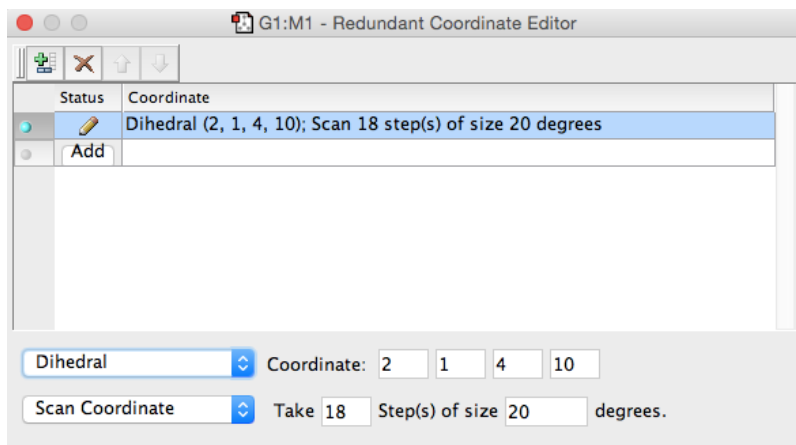 G1:M1 - Redundant Coordinate Editor
Status Coordinate
Dihedral (2, 1, 4, 10); Scan 18 step(s) of size 20 degrees
Add
Dihedral Coordinate: 2 1 4 10
Scan Coordinate Take 18 Step(s) of size 20 degrees.